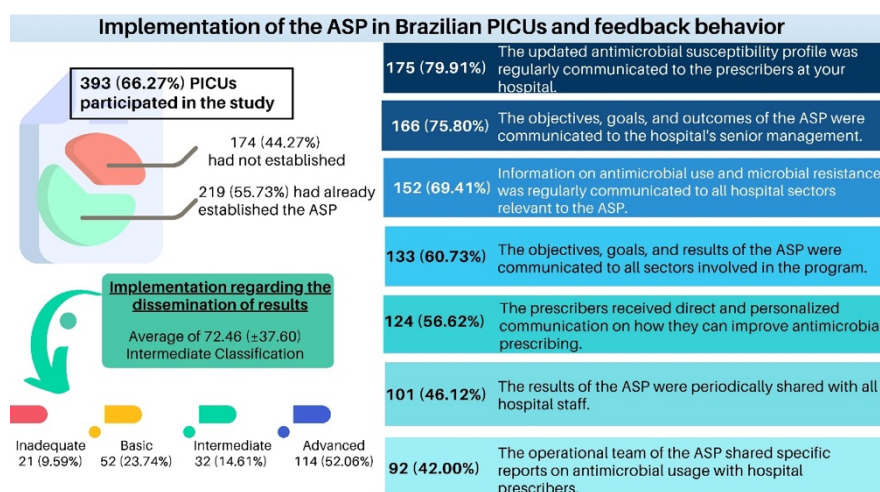 Implementation of the ASP in Brazilian PICUs and feedback behavior
393 (66.27%) PICUs
participated in the study
174 (44.27%)
had not established
219 (55.73%) had already
established the ASP
Implementation regarding the
dissemination of results
Average of 72.46 (±37.60)
Intermediate Classification
Inadequate
21 (9.59%)
Basic
52 (23.74%)
Intermediate
32 (14.61%)
Advanced
114 (52.06%)
175 (79.91%)
The updated antimicrobial susceptibility profile was
regularly communicated to the prescribers at your
hospital.
166 (75.80%)
The objectives, goals, and outcomes of the ASP were
communicated to the hospital's senior management.
152 (69.41%)
Information on antimicrobial use and microbial resistance
was regularly communicated to all hospital sectors
relevant to the ASP.
133 (60.73%)
The objectives, goals, and results of the ASP were
communicated to all sectors involved in the program.
124 (56.62%)
The prescribers received direct and personalized
communication on how they can improve antimicrobia
prescribing.
101 (46.12%)
The results of the ASP were periodically shared with all
hospital staff.
92 (42.00%)
The operational team of the ASP shared specific
reports on antimicrobial usage with hospital
prescribers.